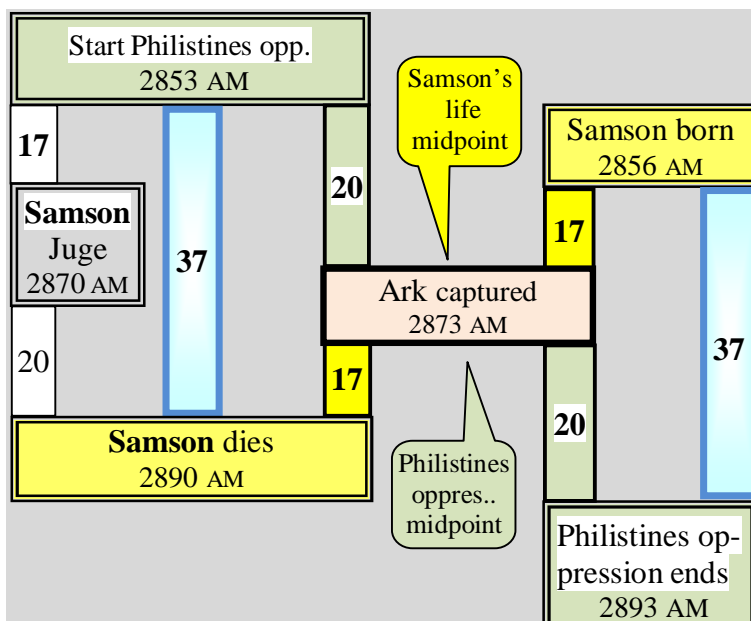 Start Philistines opp.
2853 AM
17
Samson
Juge
2870 AM
20
37
20
Samson's
life
midpoint
Samson born
2856 AM
17
Ark captured
2873 AM
37
17
20
Samson dies
2890 AM
Philistines
oppres..
midpoint
Philistines op-
pression ends
2893 AM